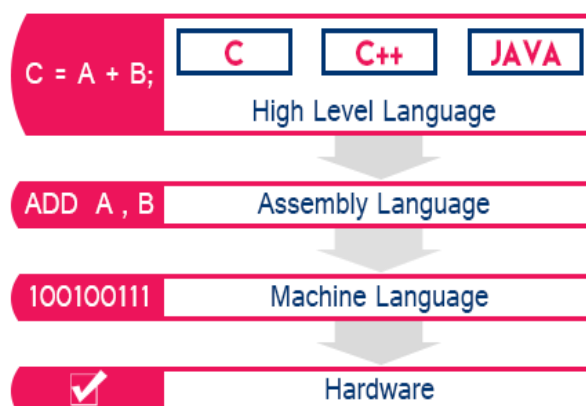 C = A + B;
C C++ JAVA
High Level Language
ADD A , B Assembly Language
100100111 Machine Language
Hardware